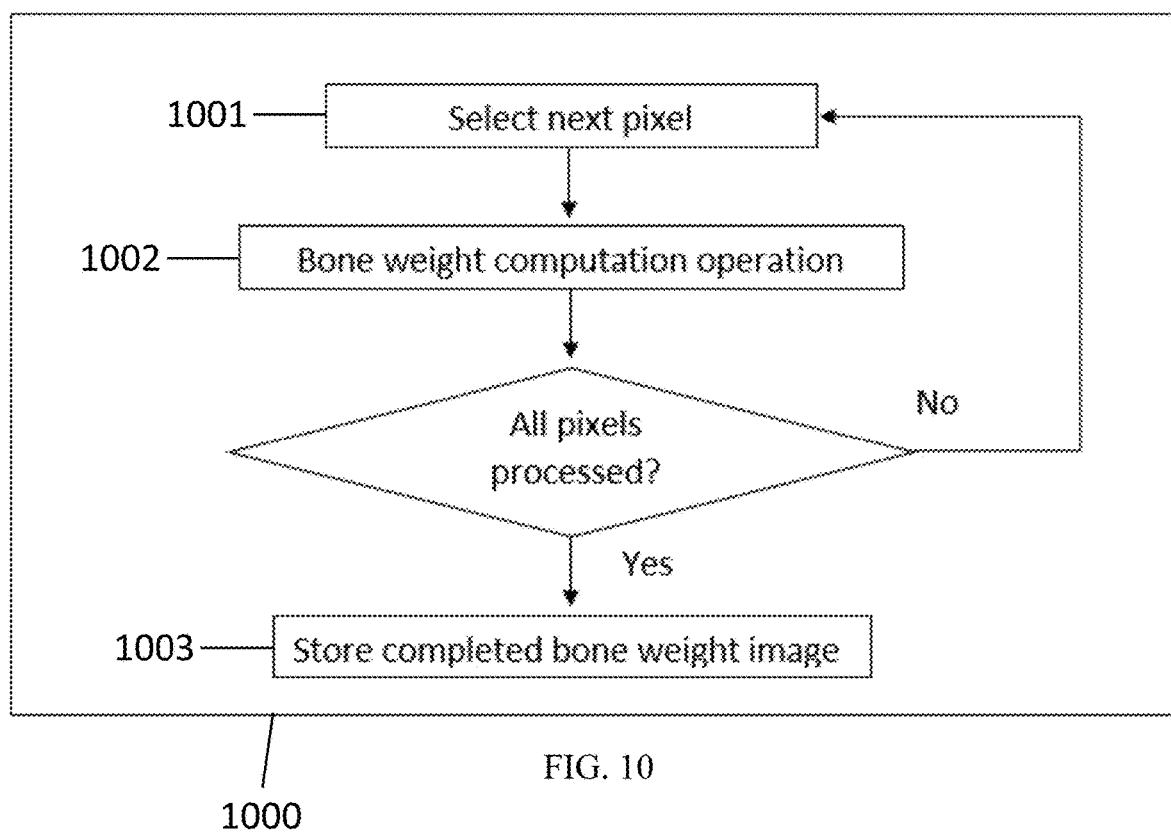 1001
Select next pixel
1002
Bone weight computation operation
All pixels
processed?
No
Yes
1003
Store completed bone weight image
FIG. 10
1000